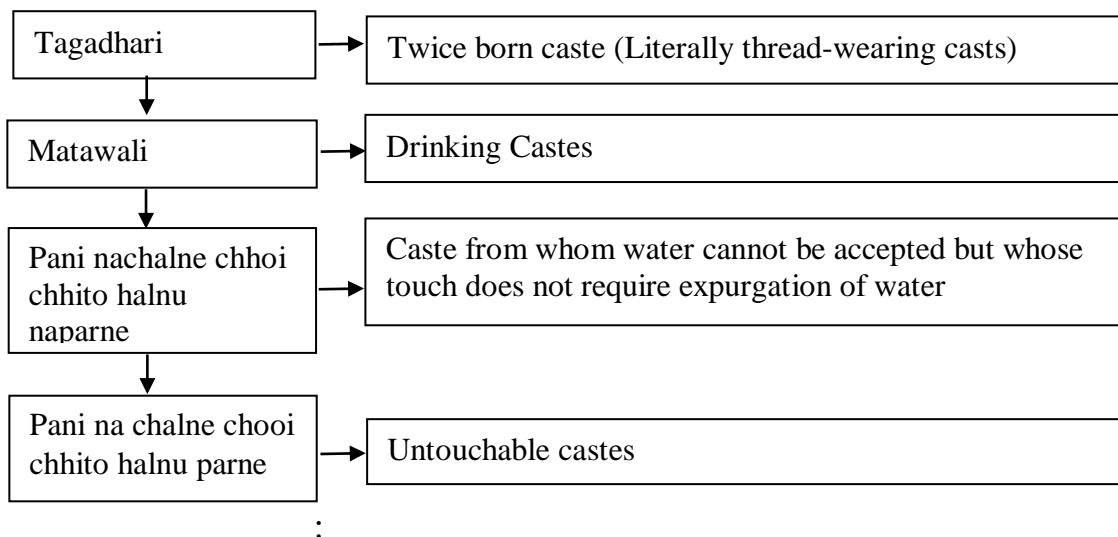 Tagadhari
Twice born caste (Literally thread-wearing casts)
Matawali
Drinking Castes
Pani nachalne chhoi
chhito halnu
naparne
Caste from whom water cannot be accepted but whose
touch does not require expurgation of water
Pani na chalne chooi
chhito halnu parne
Untouchable castes
: